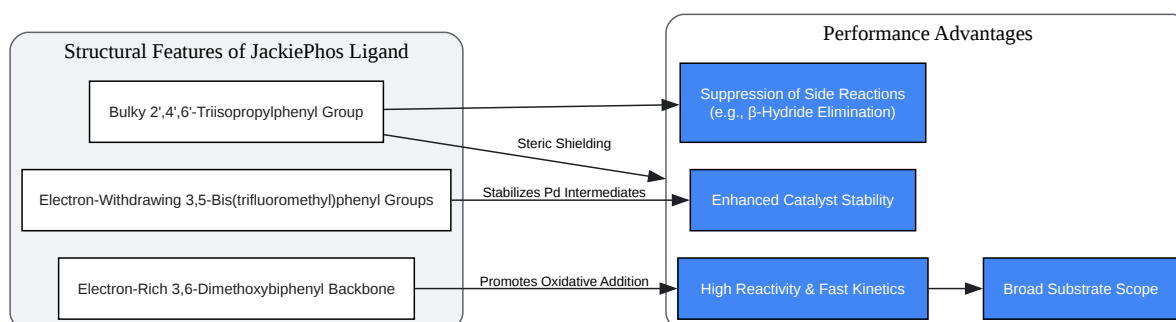 Structural Features of JackiePhos Ligand
Performance Advantages
Bulky 2',4',6'-Triisopropylphenyl Group
Suppression of Side Reactions
(e.g., β-Hydride Elimination)
Steric Shielding
Electron-Withdrawing 3,5-Bis(trifluoromethyl)phenyl Groups
Stabilizes Pd Intermediates
Enhanced Catalyst Stability
Electron-Rich 3,6-Dimethoxybiphenyl Backbone
Promotes Oxidative Addition
High Reactivity & Fast Kinetics
Broad Substrate Scope